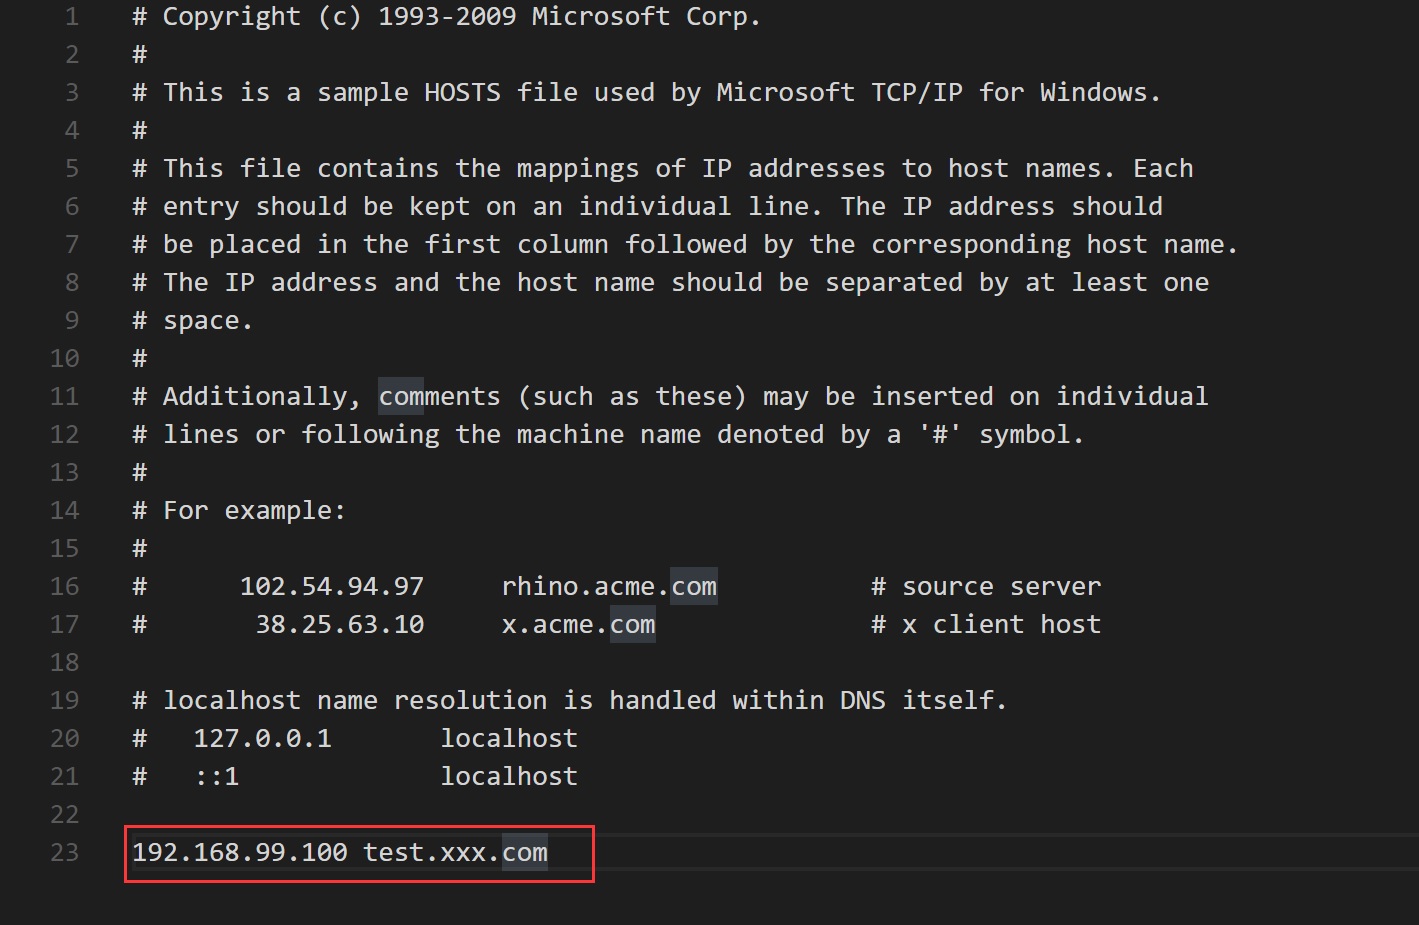 1 # Copyright (c) 1993-2009 Microsoft Corp.
2 #
3 # This is a sample HOSTS file used by Microsoft TCP/IP for Windows.
4 #
5 # This file contains the mappings of IP addresses to host names. Each
6 # entry should be kept on an individual line. The IP address should
7 # be placed in the first column followed by the corresponding host name.
8 # The IP address and the host name should be separated by at least one
9 # space.
10 #
11 # Additionally, comments (such as these) may be inserted on individual
12 # lines or following the machine name denoted by a '#' symbol.
13 #
14 # For example:
15 #
16 #      102.54.94.97     rhino.acme.com          # source server
17 #       38.25.63.10     x.acme.com              # x client host
18
19 # localhost name resolution is handled within DNS itself.
20 #   127.0.0.1       localhost
21 #   ::1             localhost
22
23 192.168.99.100 test.xxx.com